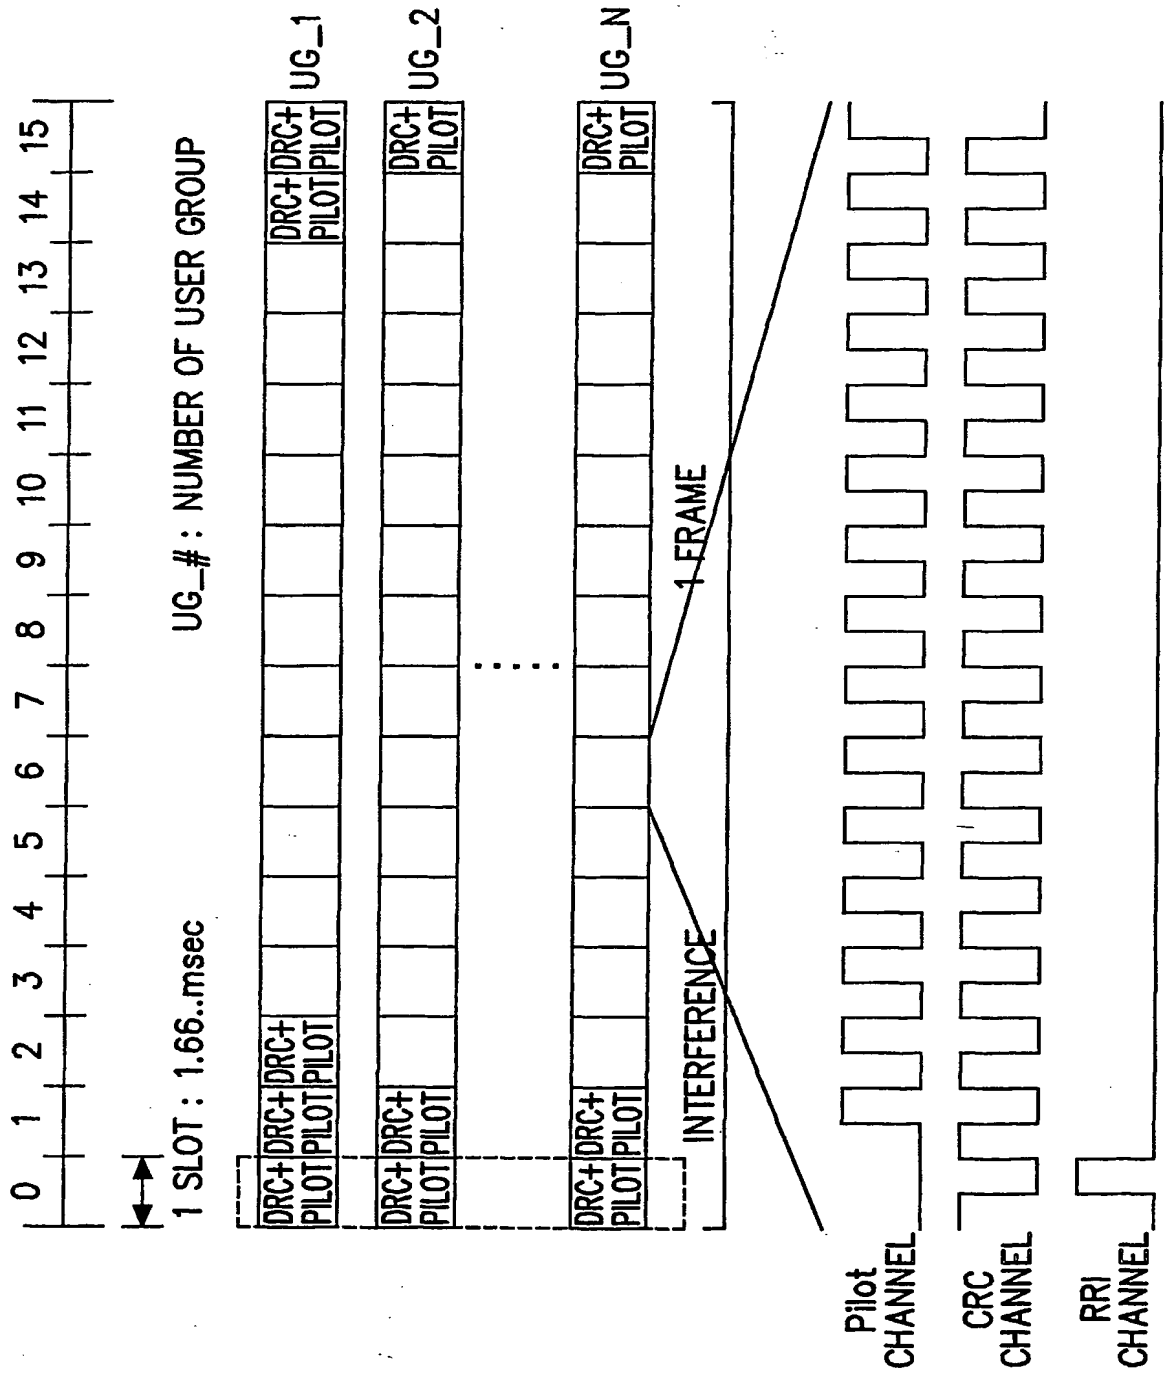 0 1 2 3 4 5 6 7 8 9 10 11 12 13 14 15
1 SLOT : 1.66..msec
UG_# : NUMBER OF USER GROUP
DRC+ DRC+ DRC+ DRC+ DRC+
PILOT PILOT PILOT PILOT PILOT
UG_1
DRC+ DRC+ DRC+
PILOT PILOT PILOT
UG_2
DRC+ DRC+ DRC+
PILOT PILOT PILOT
UG_N
INTERFERENCE
1 FRAME
Pilot
CHANNEL
CRC
CHANNEL
RRI
CHANNEL